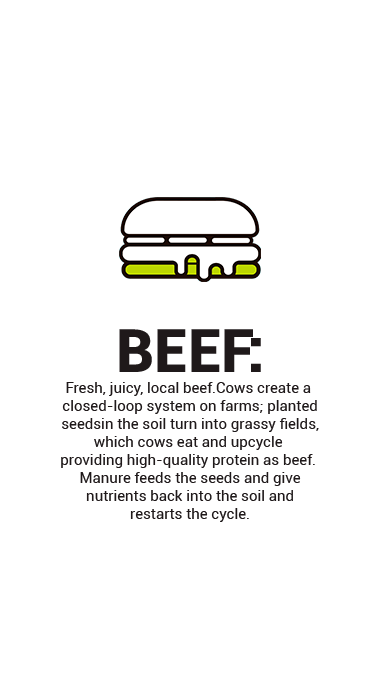 BEEF:
Fresh, juicy, local beef.Cows create a
closed-loop system on farms; planted
seedsin the soil turn into grassy fields,
which cows eat and upcycle
providing high-quality protein as beef.
Manure feeds the seeds and give
nutrients back into the soil and
restarts the cycle.